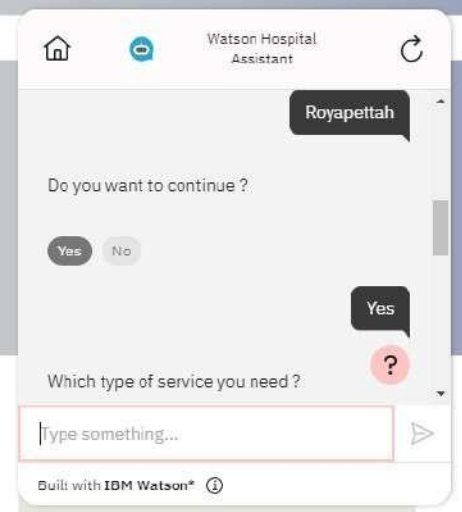 Watson Hospital
Assistant
Royapettah
Do you want to continue ?
Yes
No
Yes
?
Which type of service you need ?
Type something...
Built with IBM Watson*